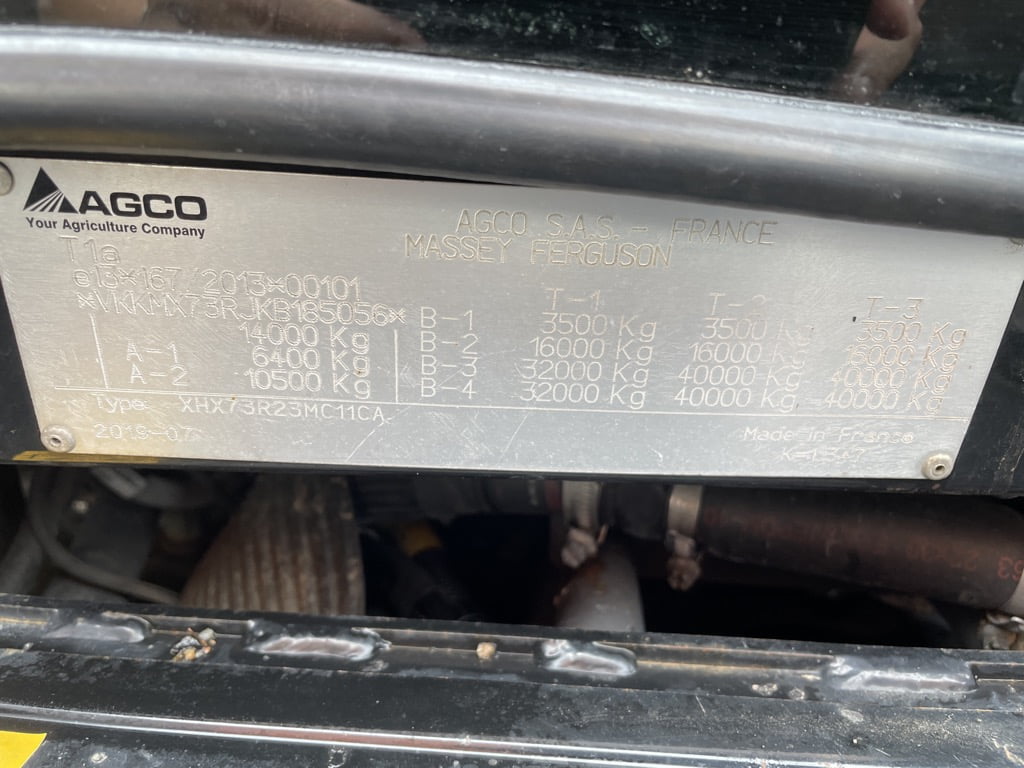 AGCO
Your Agriculture Company
AGCO S.A.S. - FRANCE
MASSEY FERGUSON
T1a
e13*167/2013*00101
*VKKMX73RJKB185056*
14000 Kg
A-1 6400 Kg
A-2 10500 Kg
T-1 T-2 T-3
B-1 3500 Kg 3500 Kg 3500 Kg
B-2 16000 Kg 16000 Kg 16000 Kg
B-3 32000 Kg 40000 Kg 40000 Kg
B-4 32000 Kg 40000 Kg 40000 Kg
Type XHX73R23MC11CA
2019-07
Made in France